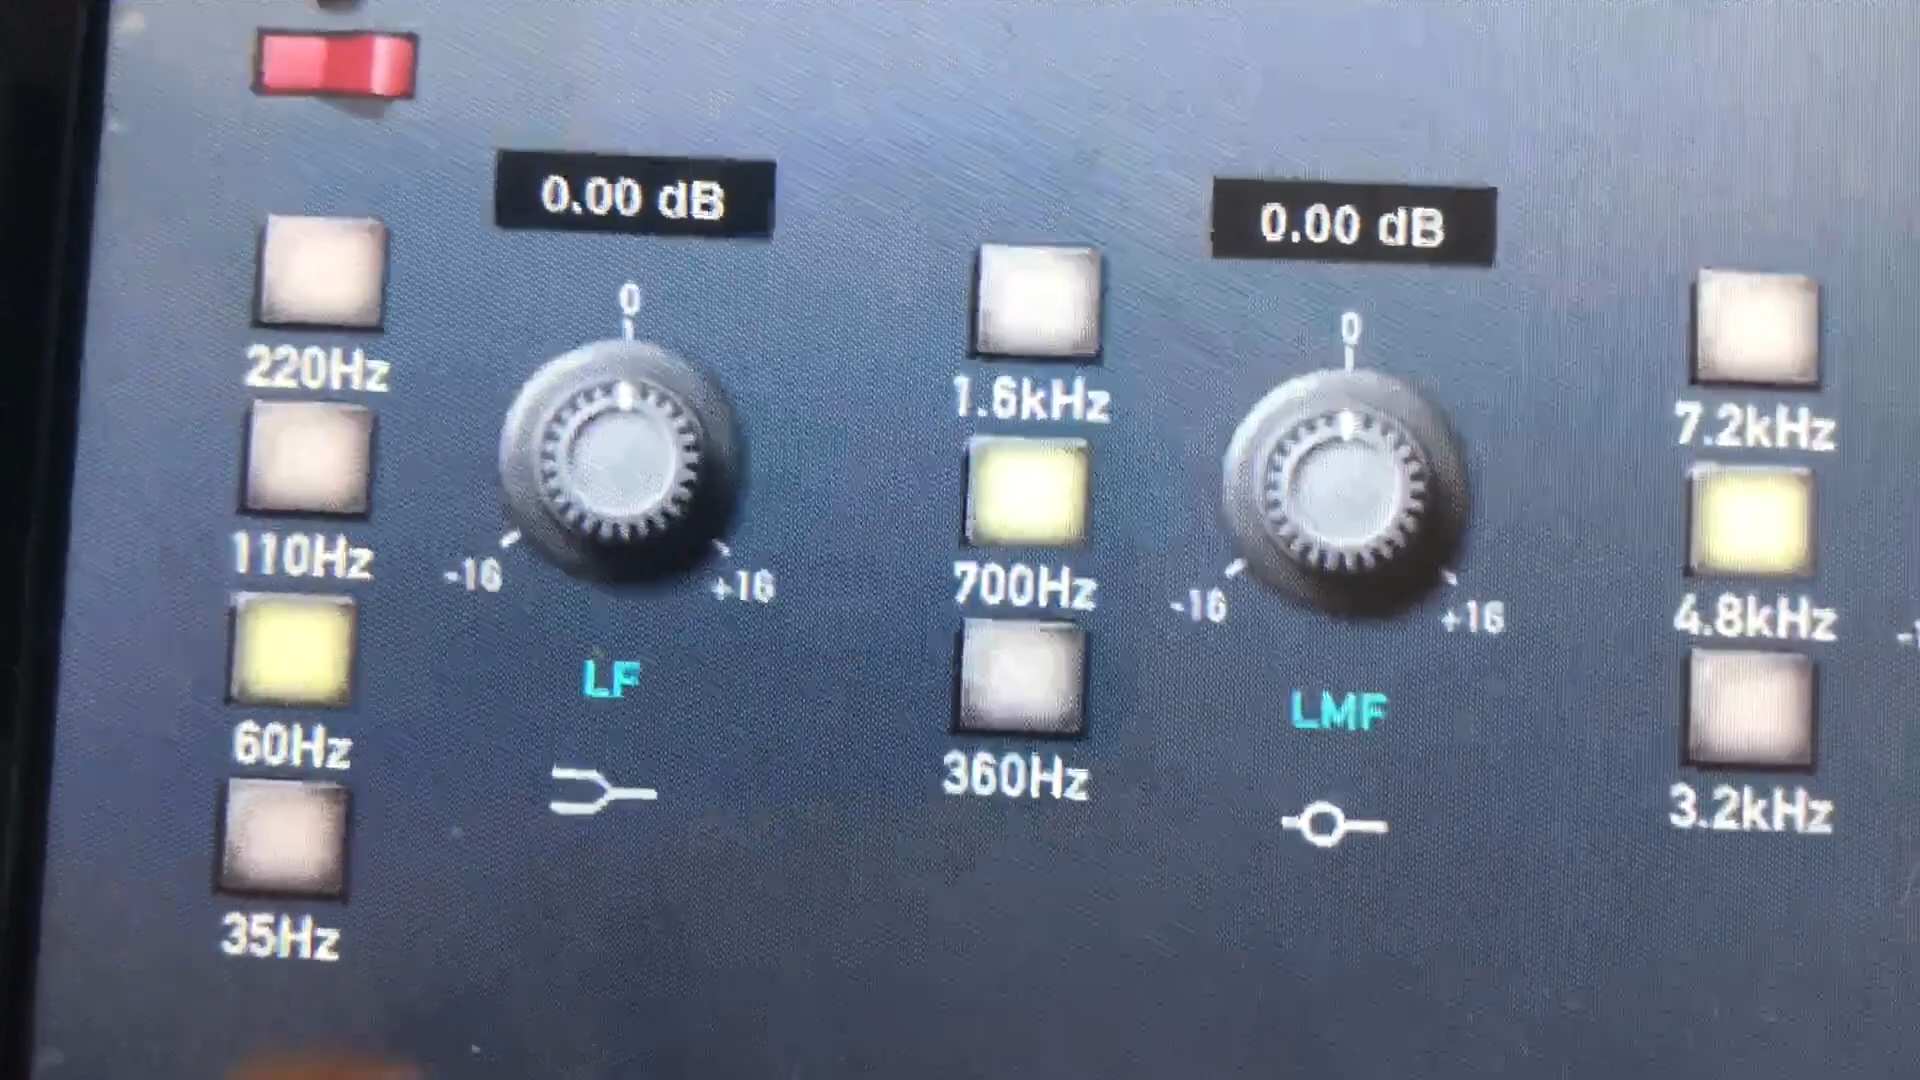 0.00 dB
0.00 dB
0
0
220Hz
1.6kHz
7.2kHz
110Hz
-16
+16
700Hz
-16
+16
4.8kHz
LF
LMF
60Hz
360Hz
3.2kHz
35Hz